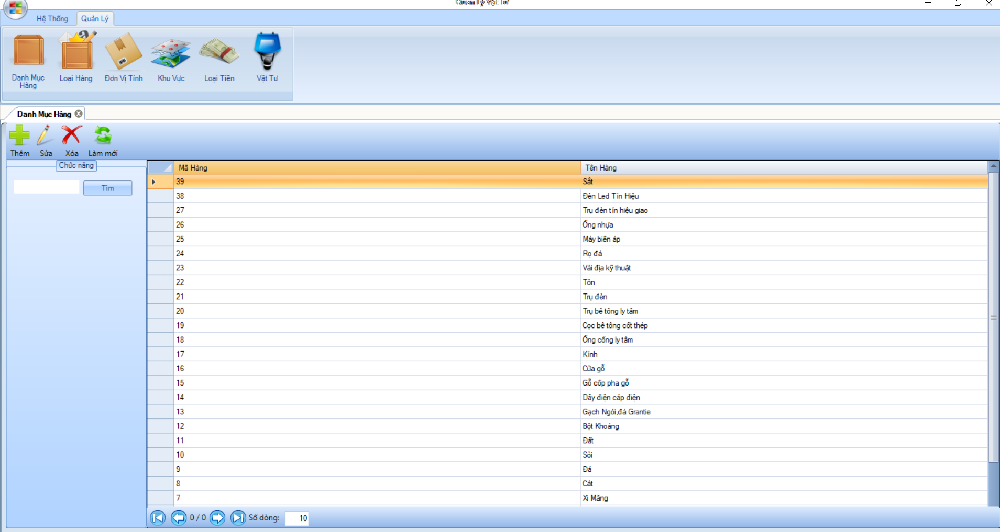 Quản Lý Vật Tư
Hệ Thống Quản Lý
Danh Mục Hàng
Loại Hàng
Đơn Vị Tính
Khu Vực
Loại Tiền
Vật Tư
Danh Mục Hàng
Thêm Sửa Xóa Làm mới
Chức năng
Tìm
Mã Hàng Tên Hàng
39 Sắt
38 Đèn Led Tín Hiệu
27 Trụ đèn tín hiệu giao
26 Ống nhựa
25 Máy biến áp
24 Rọ đá
23 Vải địa kỹ thuật
22 Tôn
21 Trụ đèn
20 Trụ bê tông ly tâm
19 Cọc bê tông cốt thép
18 Ống cống ly tâm
17 Kính
16 Cửa gỗ
15 Gỗ cốp pha gỗ
14 Dây điện cáp điện
13 Gạch Ngói,đá Grantie
12 Bột Khoáng
11 Đất
10 Sỏi
9 Đá
8 Cát
7 Xi Măng
0 / 0 Số dòng: 10